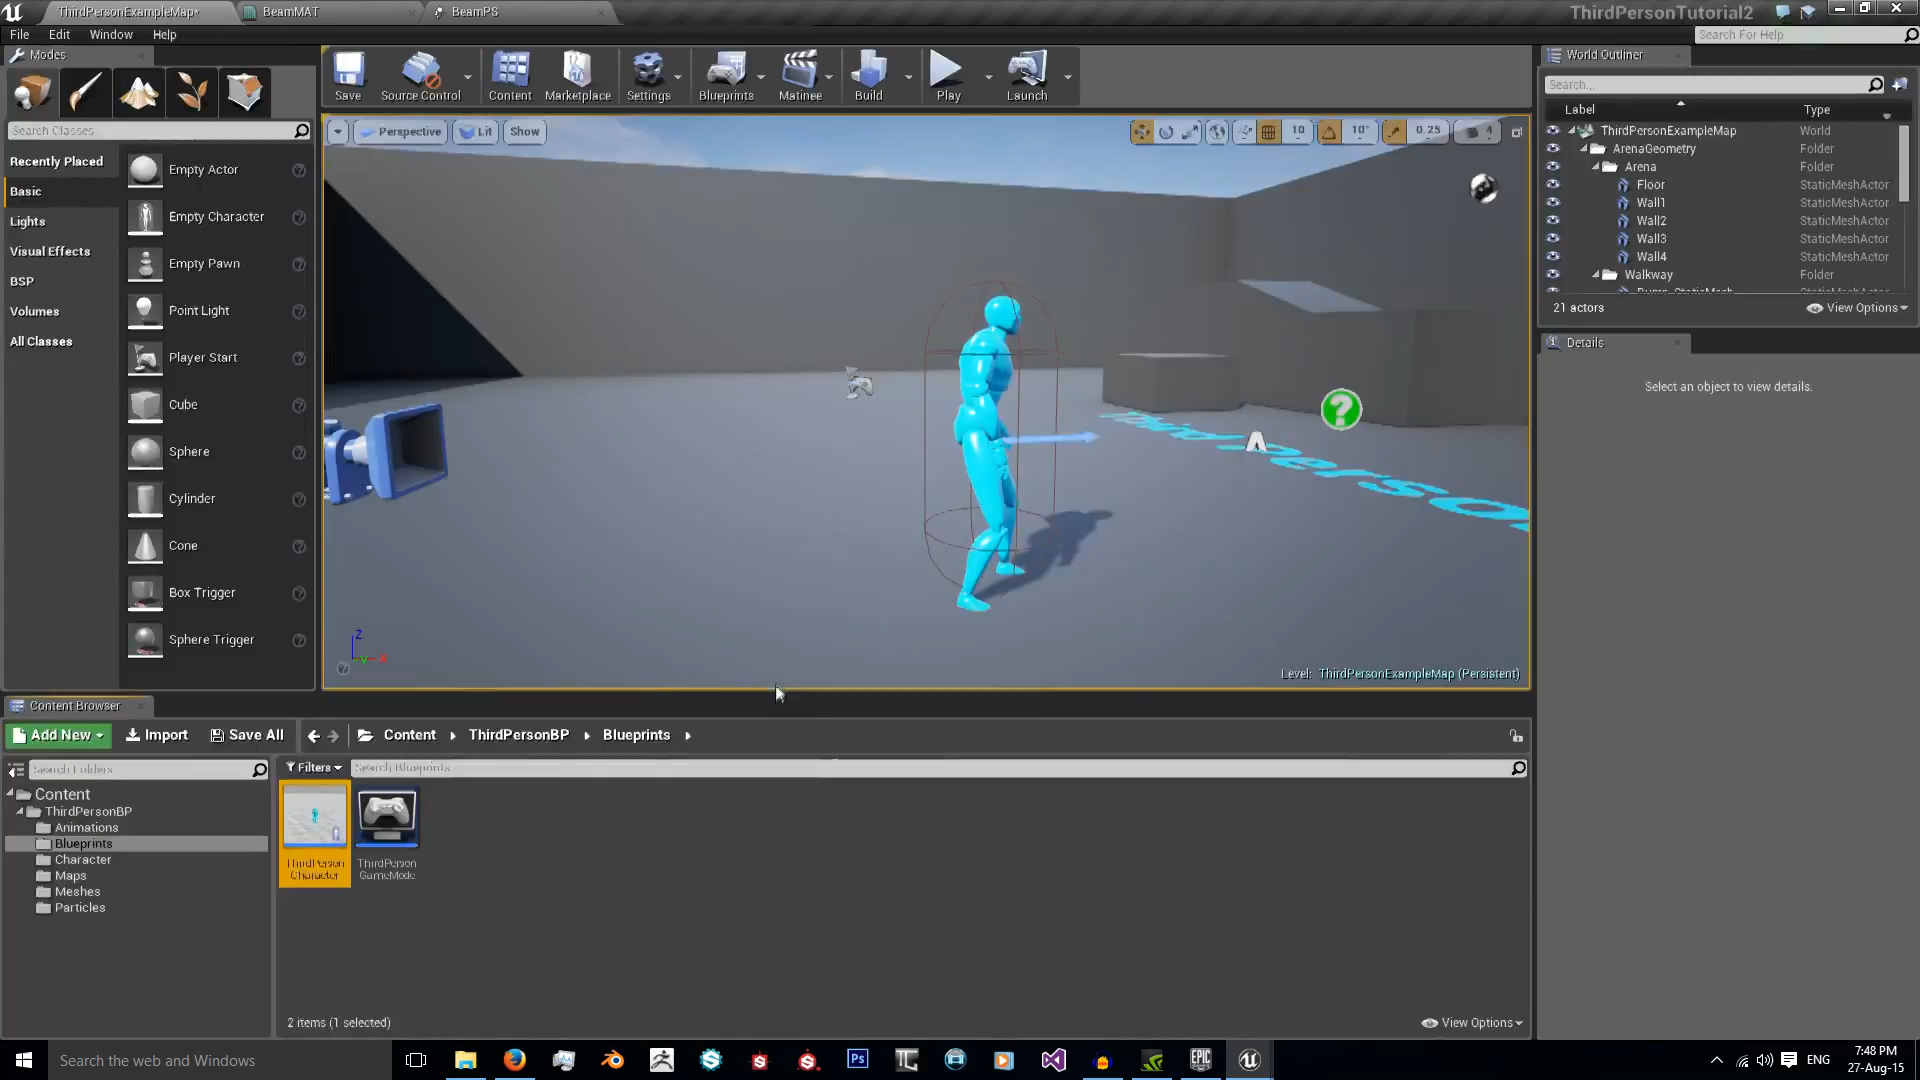 ThirdPersonExampleMap*
BeamMAT
BeamPS
ThirdPersonTutorial2
File Edit Window Help
Search For Help
Modes
Save
Source Control
Content
Marketplace
Settings
Blueprints
Matinee
Build
Play
Launch
World Outliner
Search...
Label
Type
Search Classes
Perspective
Lit
Show
10
10°
0.25
4
ThirdPersonExampleMap World
ArenaGeometry Folder
Arena Folder
Floor StaticMeshActor
Wall1 StaticMeshActor
Wall2 StaticMeshActor
Wall3 StaticMeshActor
Wall4 StaticMeshActor
Walkway Folder
21 actors
View Options
Details
Select an object to view details.
Recently Placed
Basic
Lights
Visual Effects
BSP
Volumes
All Classes
Empty Actor
Empty Character
Empty Pawn
Point Light
Player Start
Cube
Sphere
Cylinder
Cone
Box Trigger
Sphere Trigger
Z
Level: ThirdPersonExampleMap (Persistent)
Content Browser
Add New
Import
Save All
Content
ThirdPersonBP
Blueprints
Search Folders
Filters
Search Blueprints
Content
ThirdPersonBP
Animations
Blueprints
Character
Maps
Meshes
Particles
ThirdPerson
Character
ThirdPerson
GameMode
2 items (1 selected)
View Options
Search the web and Windows
Ps
EPIC
GAMES
ENG
7:48 PM
27-Aug-15